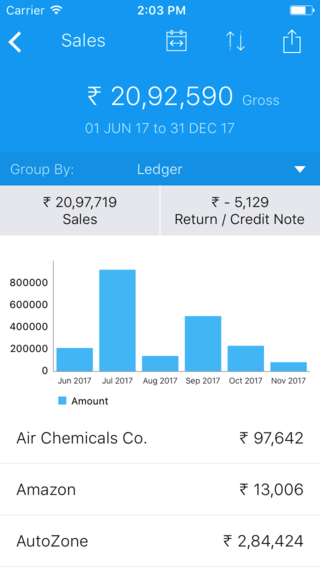 Carrier 2:03 PM
Sales
₹ 20,92,590 Gross
01 JUN 17 to 31 DEC 17
Group By: Ledger
₹ 20,97,719 ₹ - 5,129
Sales Return / Credit Note
800000
600000
400000
200000
0
Jun 2017 Jul 2017 Aug 2017 Sep 2017 Oct 2017 Nov 2017
Amount
Air Chemicals Co. ₹ 97,642
Amazon ₹ 13,006
AutoZone ₹ 2,84,424